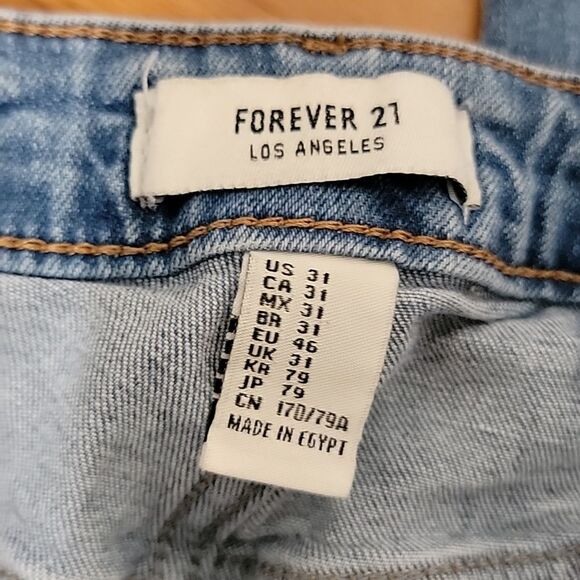 FOREVER 21
LOS ANGELES
US 31
CA 31
MX 31
BR 31
EU 46
UK 31
KR 79
JP 79
CN 170/79A
MADE IN EGYPT